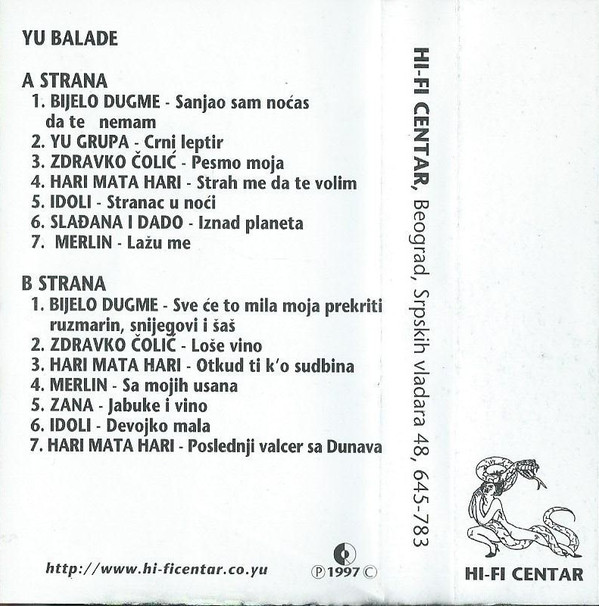 YU BALADE
A STRANA
1. BIJELO DUGME - Sanjao sam noćas
da te nemam
2. YU GRUPA - Crni leptir
3. ZDRAVKO ČOLIĆ - Pesmo moja
4. HARI MATA HARI - Strah me da te volim
5. IDOLI - Stranac u noći
6. SLAĐANA I DADO - Iznad planeta
7. MERLIN - Lažu me
B STRANA
1. BIJELO DUGME - Sve će to mila moja prekriti
ruzmarin, snijegovi i šaš
2. ZDRAVKO ČOLIĆ - Loše vino
3. HARI MATA HARI - Otkud ti k'o sudbina
4. MERLIN - Sa mojih usana
5. ZANA - Jabuke i vino
6. IDOLI - Devojko mala
7. HARI MATA HARI - Poslednji valcer sa Dunava
http://www.hi-ficentar.co.yu
Ⓟ1997©
HI-FI CENTAR, Beograd, Srpskih vladara 48, 645-783
HI-FI CENTAR